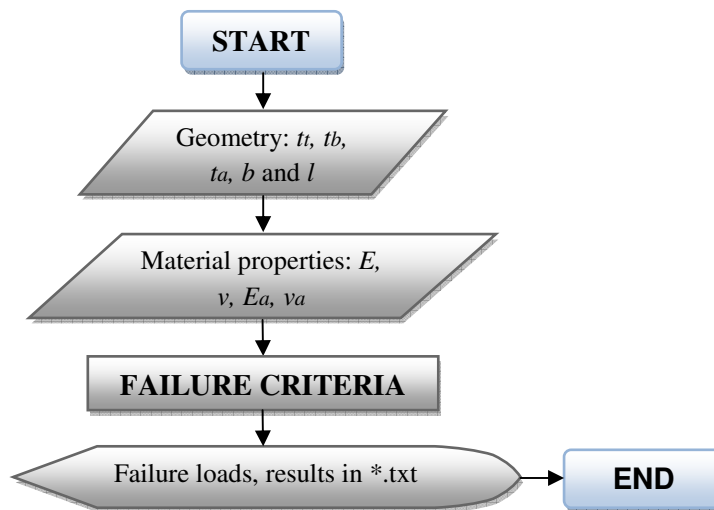 START
Geometry: tt, tb,
ta, b and l
Material properties: E,
v, Ea, va
FAILURE CRITERIA
Failure loads, results in *.txt
END